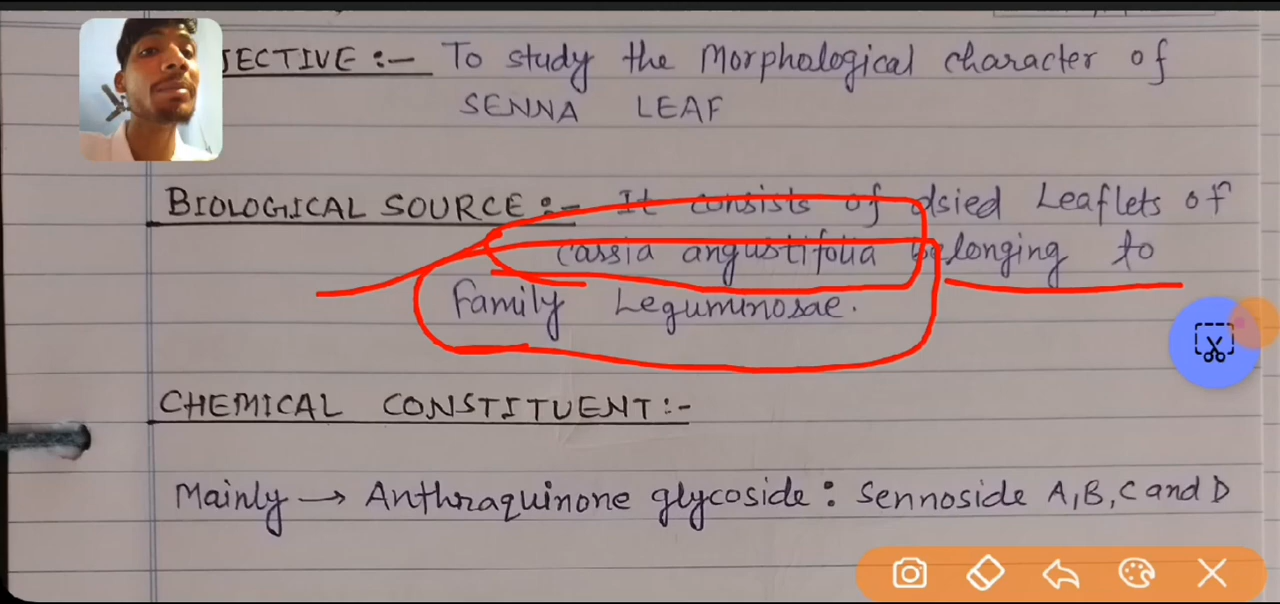 JECTIVE :- To study the Morphological character of
SENNA LEAF
BIOLOGICAL SOURCE :- It consists of dried Leaflets of
cassia angustifolia belonging to
Family Leguminosae.
CHEMICAL CONSTITUENT :-
Mainly → Anthraquinone glycoside : Sennoside A, B, C and D